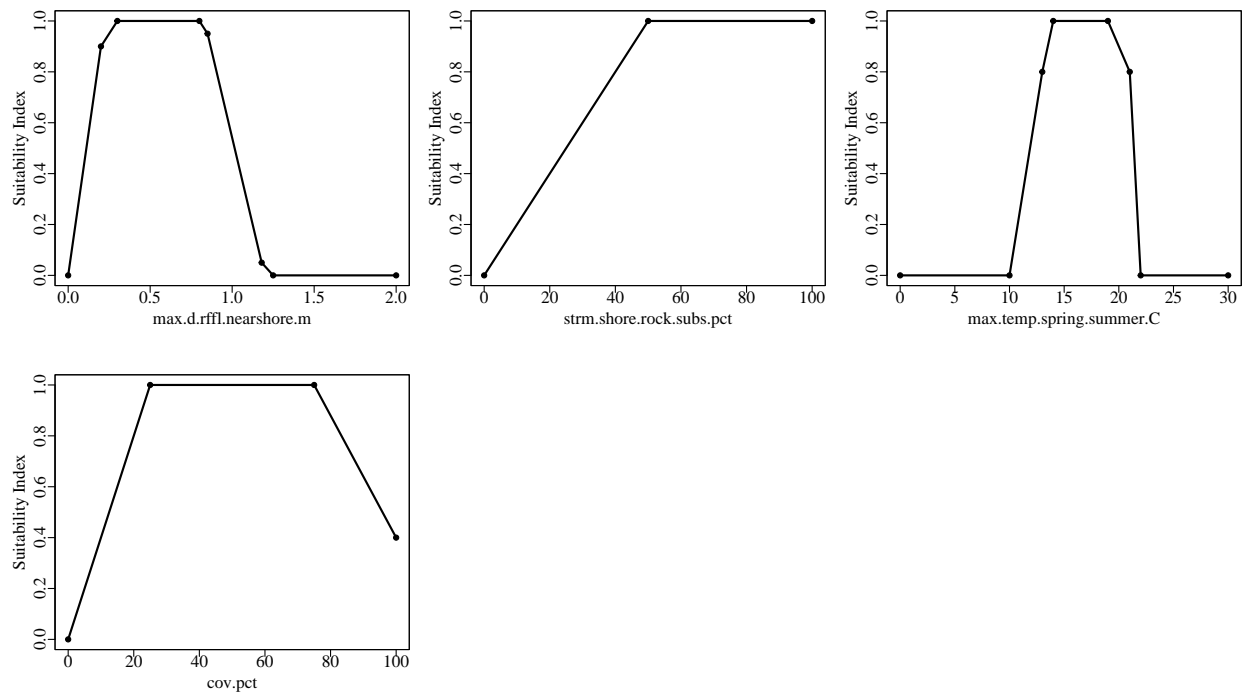 Suitability Index
0.0 0.2 0.4 0.6 0.8 1.0
0.0 0.5 1.0 1.5 2.0
max.d.rffl.nearshore.m
Suitability Index
0.0 0.2 0.4 0.6 0.8 1.0
0 20 40 60 80 100
strm.shore.rock.subs.pct
Suitability Index
0.0 0.2 0.4 0.6 0.8 1.0
0 5 10 15 20 25 30
max.temp.spring.summer.C
Suitability Index
0.0 0.2 0.4 0.6 0.8 1.0
0 20 40 60 80 100
cov.pct